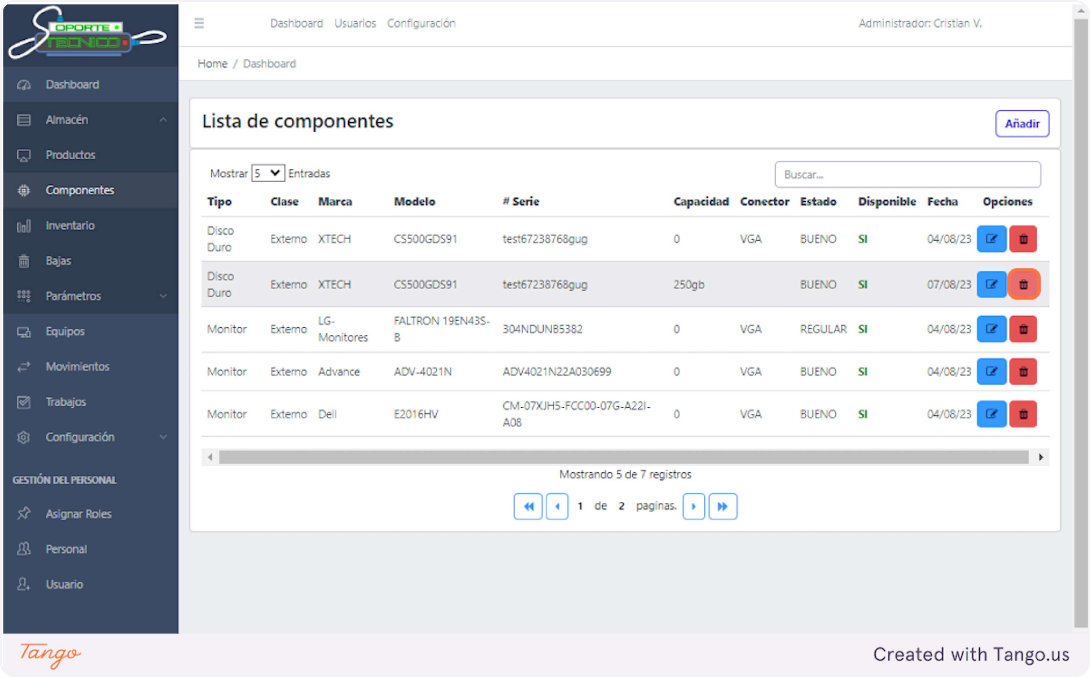 SOPORTE
TECNICO
Dashboard Usuarios Configuración
Administrador: Cristian V.
Home / Dashboard
Dashboard
Almacén
Productos
Componentes
Inventario
Bajas
Parámetros
Equipos
Movimientos
Trabajos
Configuración
GESTIÓN DEL PERSONAL
Asignar Roles
Personal
Usuario
Lista de componentes
Añadir
Mostrar 5 Entradas
Buscar...
Tipo Clase Marca Modelo # Serie Capacidad Conector Estado Disponible Fecha Opciones
Disco Duro Externo XTECH CS500GDS91 test67238768gug 0 VGA BUENO SI 04/08/23
Disco Duro Externo XTECH CS500GDS91 test67238768gug 250gb BUENO SI 07/08/23
Monitor Externo LG-Monitores FALTRON 19EN43S-B 304NDUNB5382 0 VGA REGULAR SI 04/08/23
Monitor Externo Advance ADV-4021N ADV4021N22A030699 0 VGA BUENO SI 04/08/23
Monitor Externo Dell E2016HV CM-07XJH5-FCC00-07G-A22I-A08 0 VGA BUENO SI 04/08/23
Mostrando 5 de 7 registros
1 de 2 paginas.
Tango
Created with Tango.us